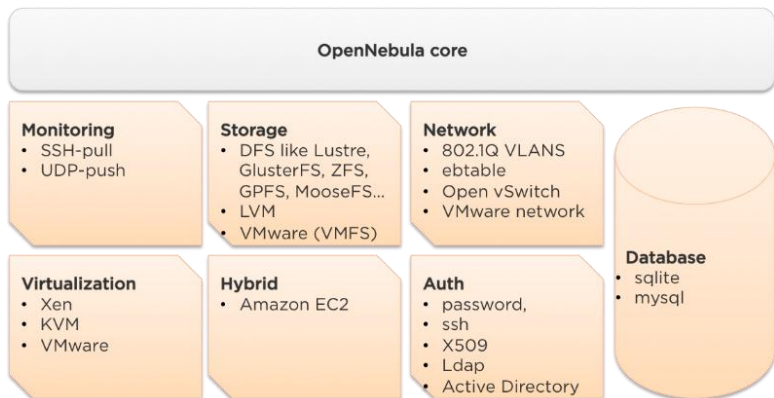 OpenNebula core
Monitoring
• SSH-pull
• UDP-push
Storage
• DFS like Lustre,
GlusterFS, ZFS,
GPFS, MooseFS...
• LVM
• VMware (VMFS)
Network
• 802.1Q VLANS
• ebtable
• Open vSwitch
• VMware network
Virtualization
• Xen
• KVM
• VMware
Hybrid
• Amazon EC2
Auth
• password,
• ssh
• X509
• Ldap
• Active Directory
Database
• sqlite
• mysql